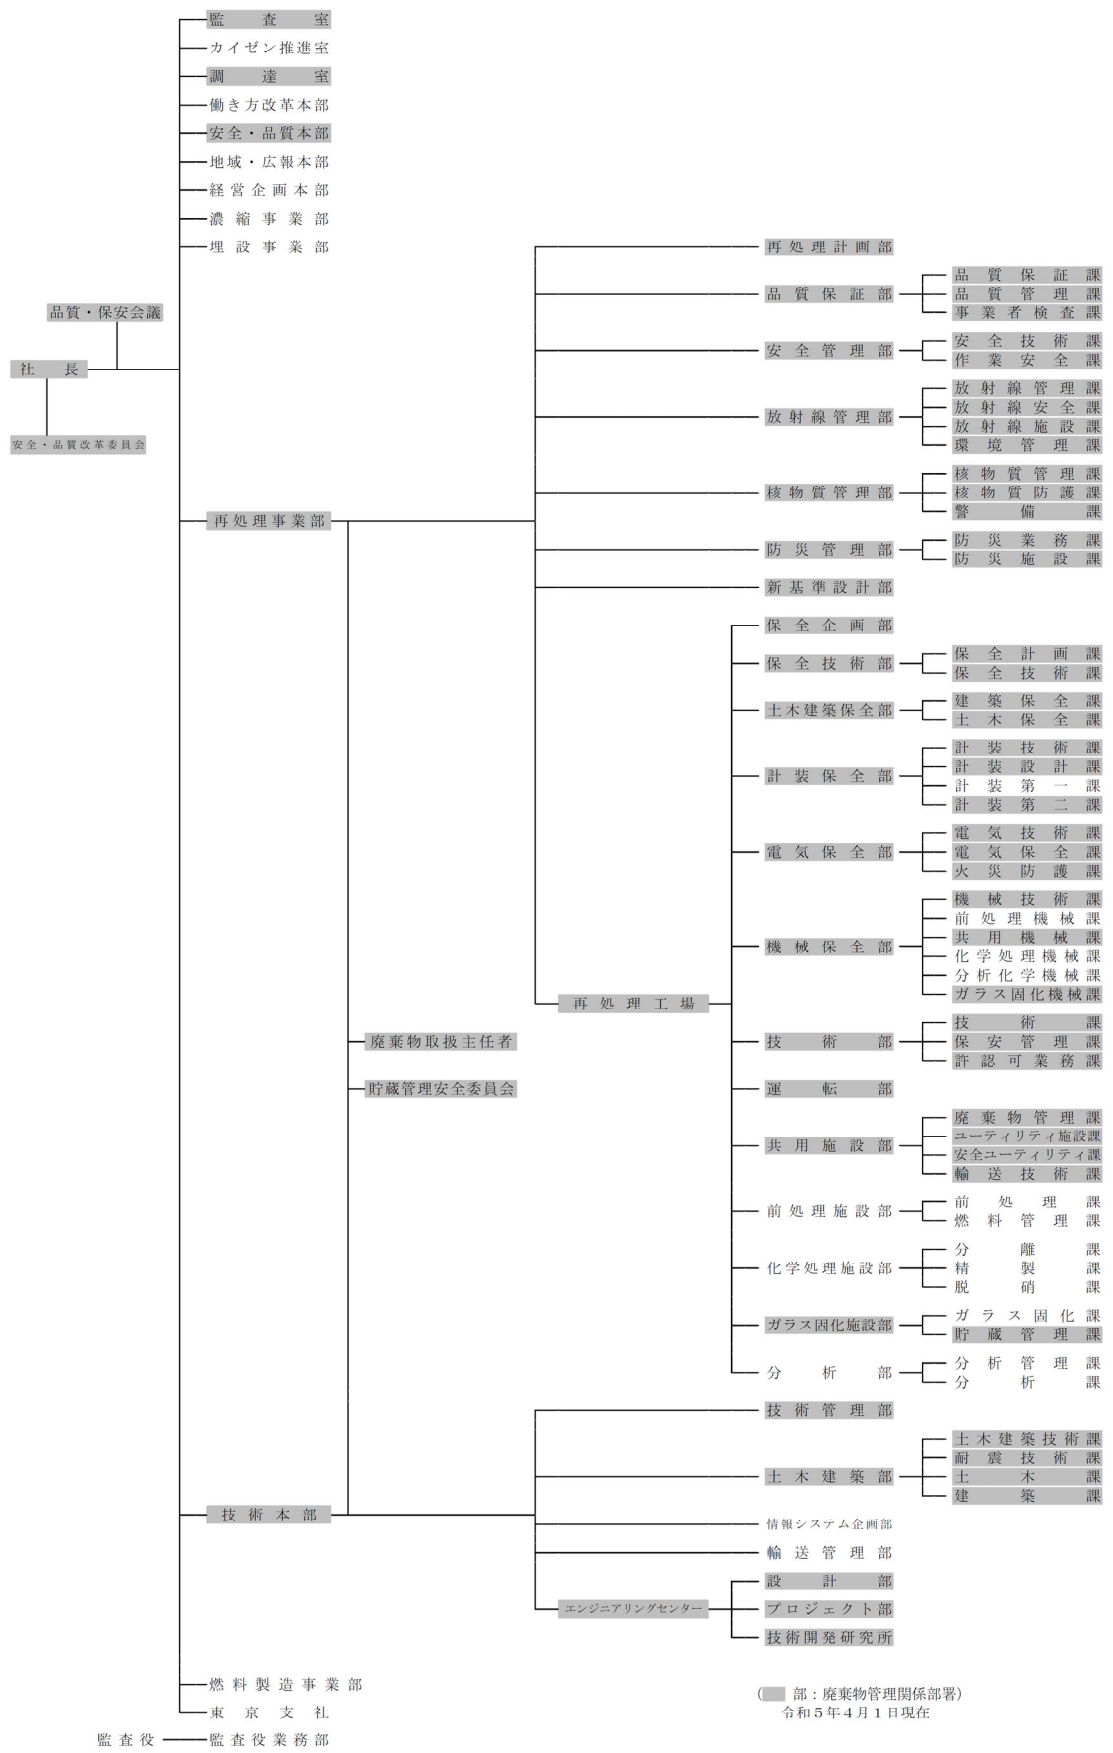 監査室
カイゼン推進室
調達室
働き方改革本部
安全・品質本部
地域・広報本部
経営企画本部
濃縮事業部
埋設事業部
品質・保安会議
社長
安全・品質改革委員会
再処理事業部
再処理計画部
品質保証部
品質保証課
品質管理課
事業者検査課
安全管理部
安全技術課
作業安全課
放射線管理部
放射線管理課
放射線安全課
放射線施設課
環境管理課
核物質管理部
核物質管理課
核物質防護課
警備課
防災管理部
防災業務課
防災施設課
新基準設計部
再処理工場
保全企画部
保全技術部
保全計画課
保全技術課
土木建築保全部
建築保全課
土木保全課
計装保全部
計装技術課
計装設計課
計装第一課
計装第二課
電気保全部
電気技術課
電気保全課
火災防護課
機械保全部
機械技術課
前処理機械課
共用機械課
化学処理機械課
分析化学機械課
ガラス固化機械課
技術部
技術課
保安管理課
許認可業務課
運転部
共用施設部
廃棄物管理課
ユーティリティ施設課
安全ユーティリティ課
輸送技術課
前処理施設部
前処理課
燃料管理課
化学処理施設部
分離課
精製課
脱硝課
ガラス固化施設部
ガラス固化課
貯蔵管理課
分析部
分析管理課
分析課
廃棄物取扱主任者
貯蔵管理安全委員会
技術本部
技術管理部
土木建築部
土木建築技術課
耐震技術課
土木課
建築課
情報システム企画部
輸送管理部
エンジニアリングセンター
設計部
プロジェクト部
技術開発研究所
燃料製造事業部
東京支社
監査役
監査役業務部
(部：廃棄物管理関係部署)
令和５年４月１日現在